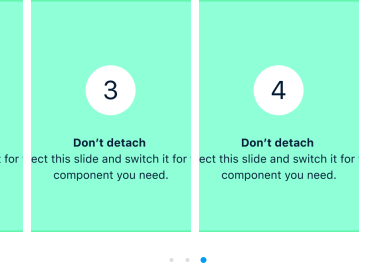 3
Don't detach
ect this slide and switch it for
component you need.
4
Don't detach
ect this slide and switch it for
component you need.
for